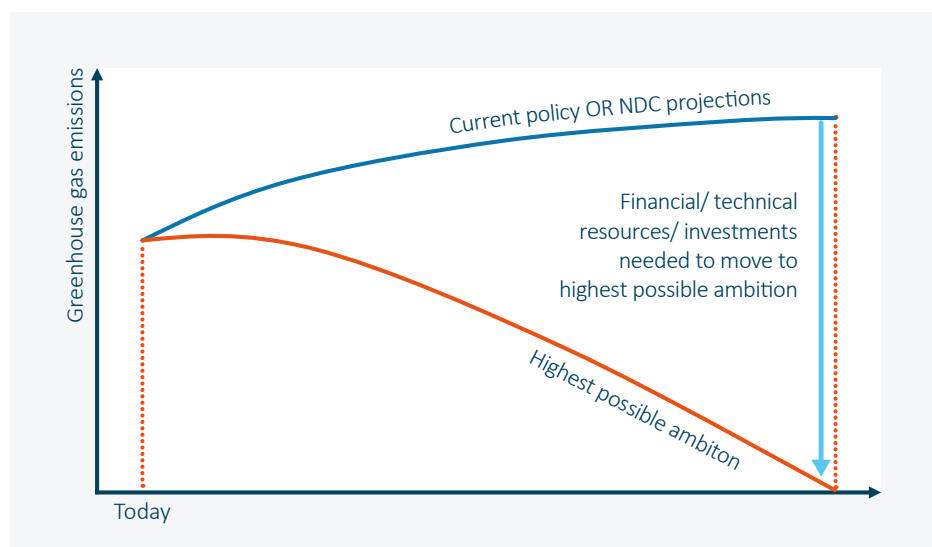 Greenhouse gas emissions
Current policy OR NDC projections
Financial/ technical
resources/ investments
needed to move to
highest possible ambition
Highest possible ambiton
Today